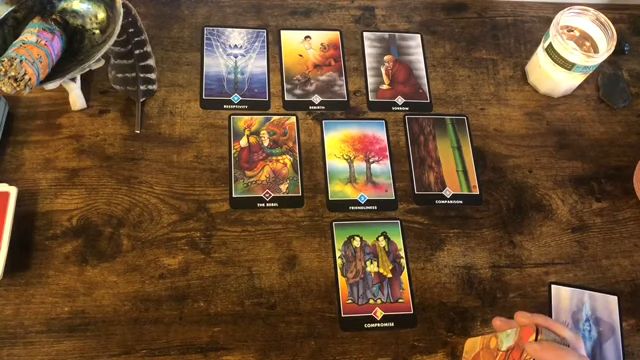 RECEPTIVITY
REBIRTH
SORROW
THE REBEL
FRIENDLINESS
COMPARISON
COMPROMISE